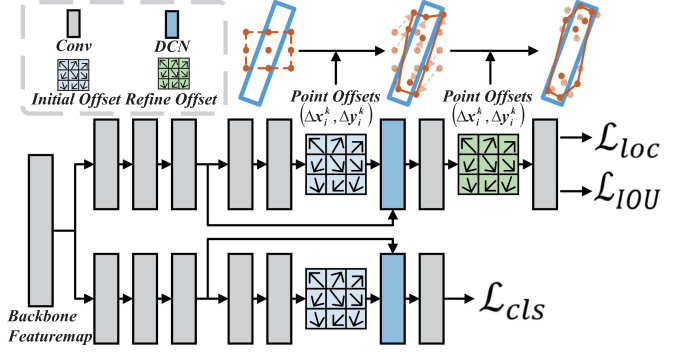 Conv
DCN
Initial Offset
Refine Offset
Point Offsets
(Δx_i^k, Δy_i^k)
Point Offsets
(Δx_i^k, Δy_i^k)
ℒ_loc
ℒ_IOU
Backbone
Featuremap
ℒ_cls